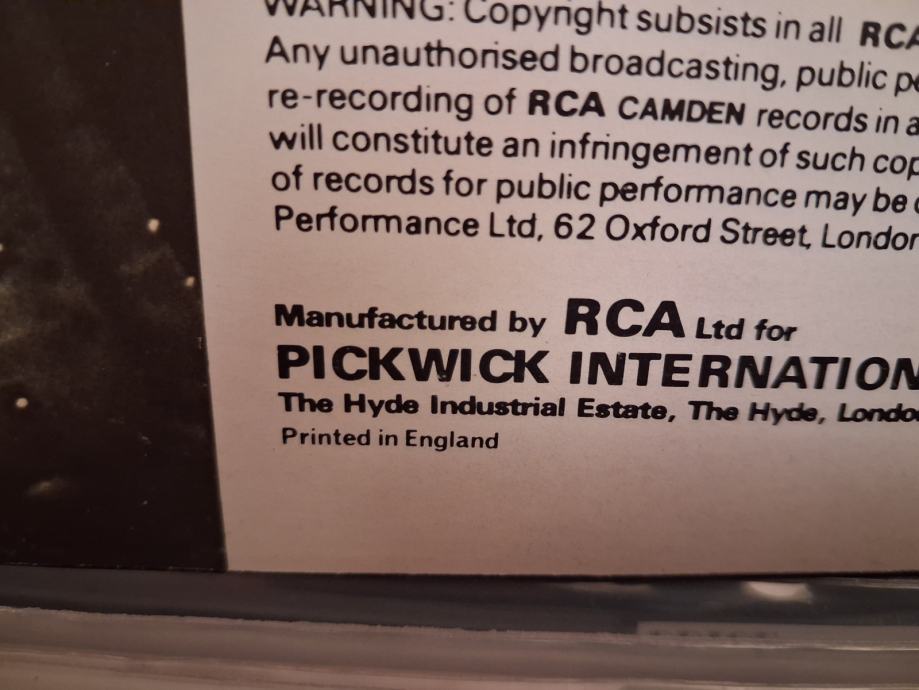 WARNING: Copyright subsists in all RCA
Any unauthorised broadcasting, public
re-recording of RCA CAMDEN records in
will constitute an infringement of such
of records for public performance may be
Performance Ltd, 62 Oxford Street, London
Manufactured by RCA Ltd for
PICKWICK INTERNATION
The Hyde Industrial Estate, The Hyde, Londo
Printed in England